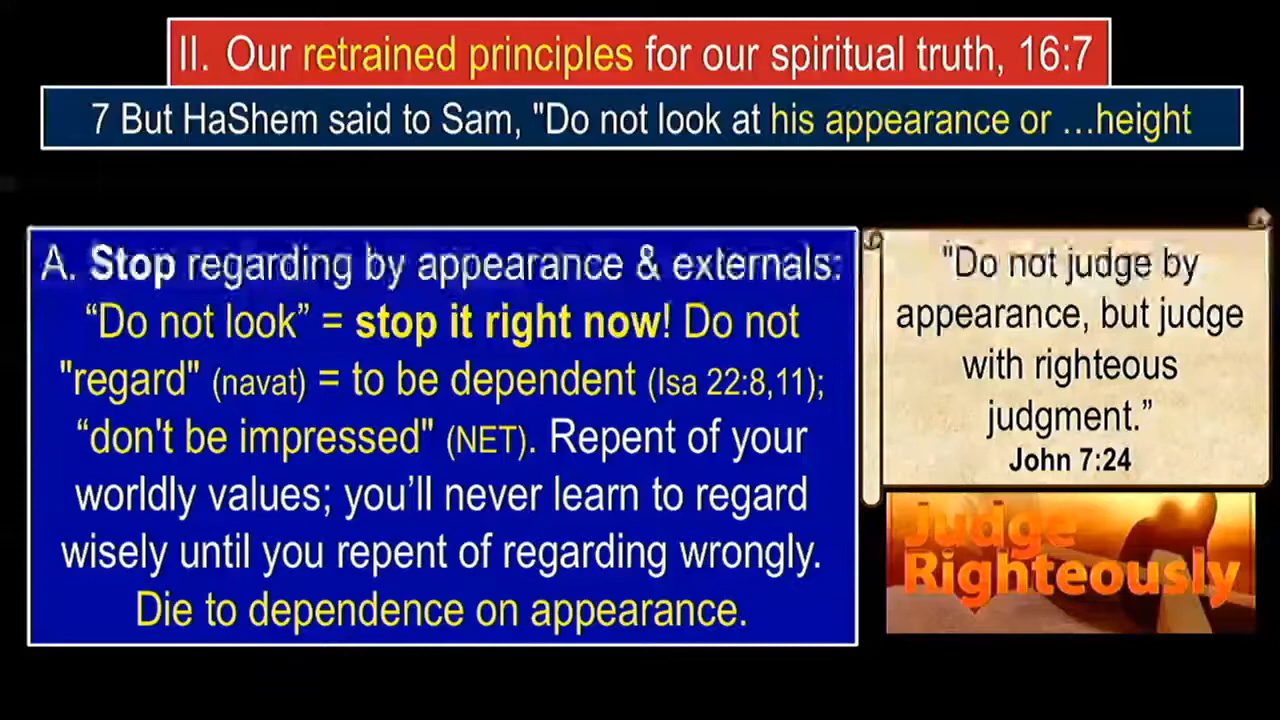 II. Our retrained principles for our spiritual truth, 16:7
7 But HaShem said to Sam, "Do not look at his appearance or …height
A. Stop regarding by appearance & externals:
“Do not look” = stop it right now! Do not
"regard" (navat) = to be dependent (Isa 22:8,11);
“don't be impressed" (NET). Repent of your
worldly values; you’ll never learn to regard
wisely until you repent of regarding wrongly.
Die to dependence on appearance.
"Do not judge by
appearance, but judge
with righteous
judgment.”
John 7:24
Judge
Righteously